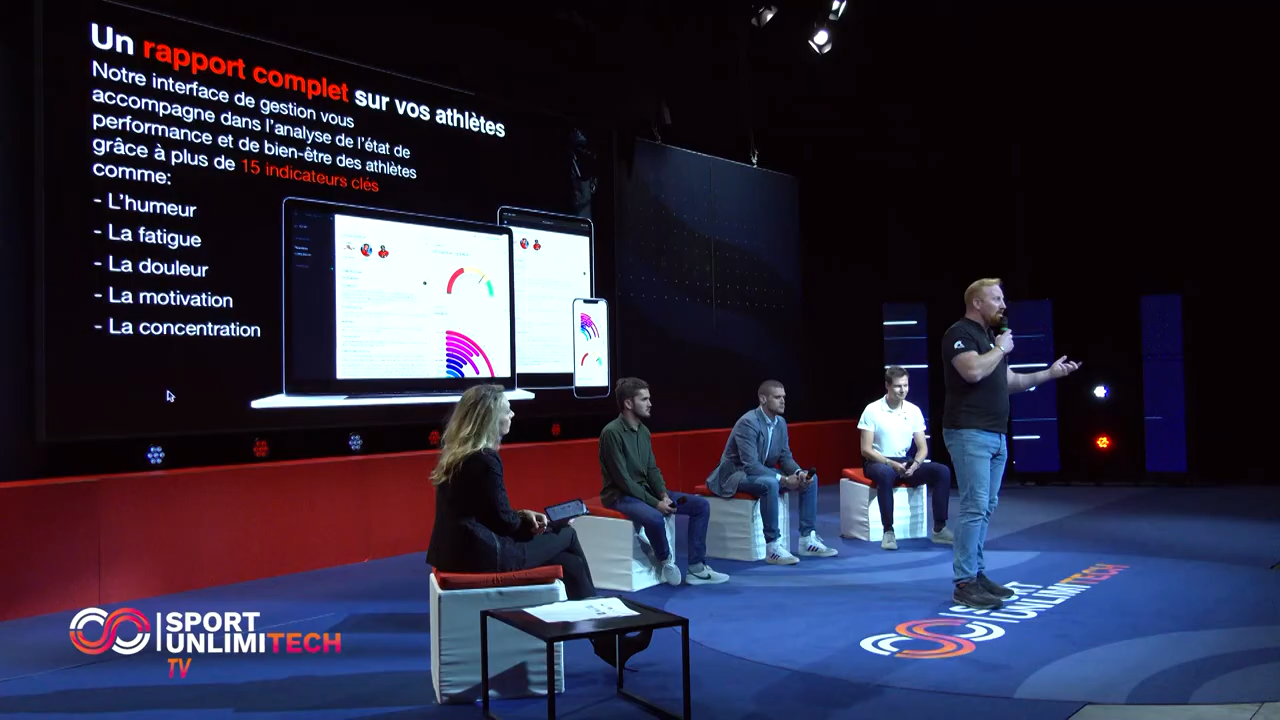 Un rapport complet sur vos athlètes
Notre interface de gestion vous
accompagne dans l'analyse de l'état de
performance et de bien-être des athlètes
grâce à plus de 15 indicateurs clés
comme:
- L'humeur
- La fatigue
- La douleur
- La motivation
- La concentration
SPORT
UNLIMITECH
TV
SPORT
UNLIMITECH